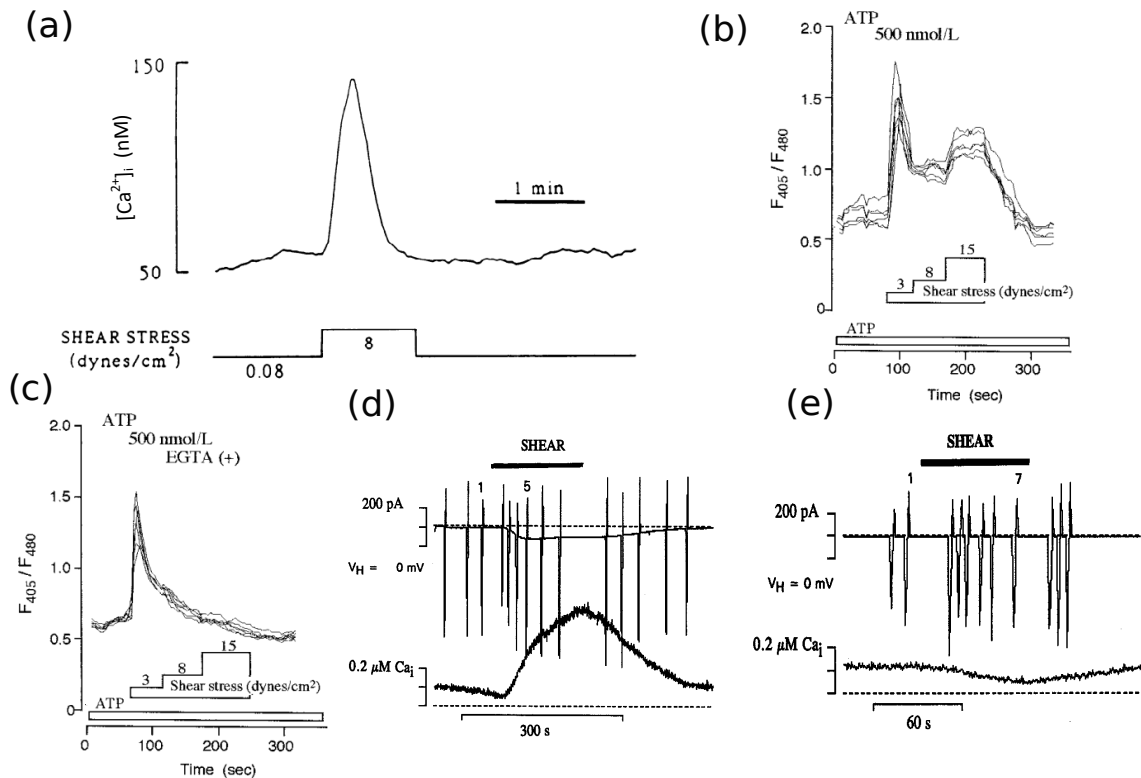 (a)
150
[Ca²⁺]ᵢ (nM)
50
1 min
SHEAR STRESS
(dynes/cm²)
0.08
8
(b)
ATP
500 nmol/L
2.0
1.5
1.0
0.5
0
F₄₀₅ / F₄₈₀
3
8
15
Shear stress (dynes/cm²)
ATP
0
100
200
300
Time (sec)
(c)
ATP
500 nmol/L
EGTA (+)
2.0
1.5
1.0
0.5
0
F₄₀₅ / F₄₈₀
3
8
15
Shear stress (dynes/cm²)
ATP
0
100
200
300
Time (sec)
(d)
SHEAR
1
5
200 pA
V_H = 0 mV
0.2 μM Caᵢ
300 s
(e)
SHEAR
1
7
200 pA
V_H ≃ 0 mV
0.2 μM Caᵢ
60 s